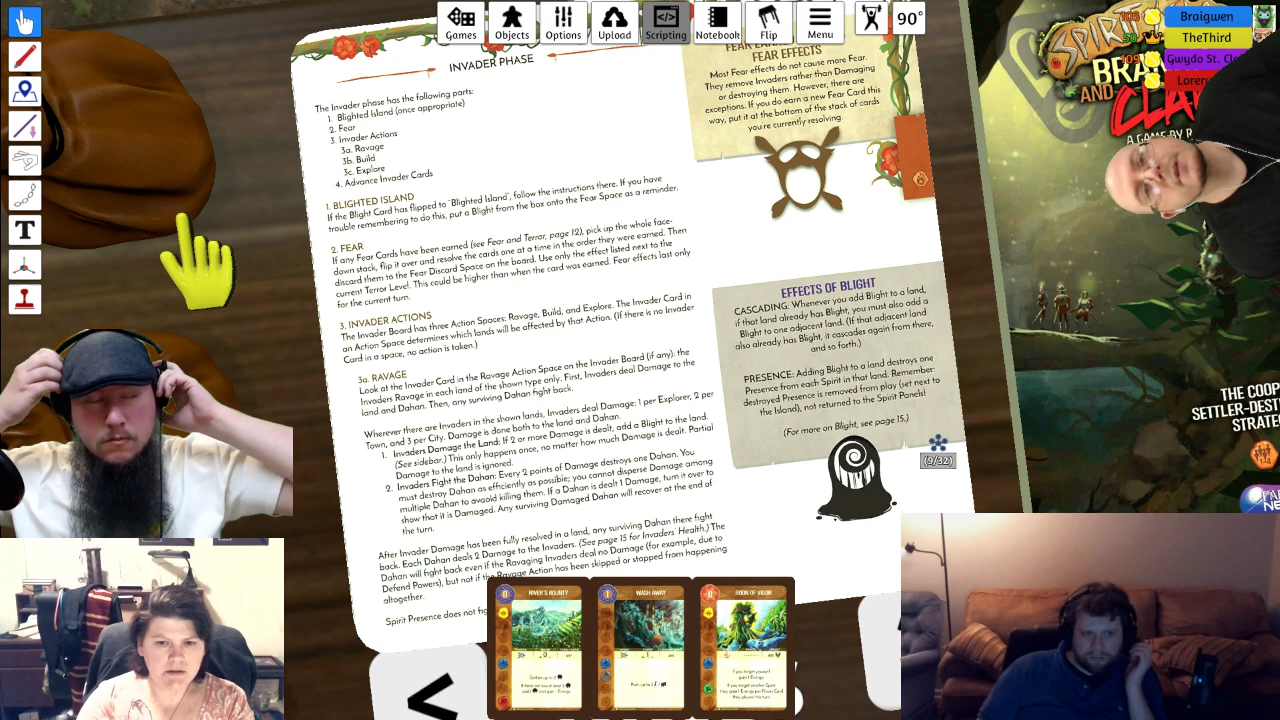 Games
Objects
Options
Upload
Scripting
Notebook
Flip
Menu
90°
Braigwen
TheThird
Gwydo St. Cl
INVADER PHASE
The Invader phase has the following parts:
1. Blighted Island (once appropriate)
2. Fear
3. Invader Actions
3a. Ravage
3b. Build
3c. Explore
4. Advance Invader Cards
1. BLIGHTED ISLAND
If the Blight Card has flipped to "Blighted Island", follow the instructions there. If you have
trouble remembering to do this, put a Blight from the box onto the Fear Space as a reminder.
2. FEAR
If any Fear Cards have been earned (see Fear and Terror, page 12), pick up the whole face-
down stack, flip it over and resolve the cards one at a time in the order they were earned. Then
discard them to the Fear Discard Space on the board. Use only the effect listed next to the
current Terror Level. This could be higher than when the card was earned. Fear effects last only
for the current turn.
3. INVADER ACTIONS
The Invader Board has three Action Spaces: Ravage, Build, and Explore. The Invader Card in
an Action Space determines which lands will be affected by that Action. (If there is no Invader
Card in a space, no action is taken.)
3a. RAVAGE
Look at the Invader Card in the Ravage Action Space on the Invader Board (if any): the
Invaders Ravage in each land of the shown type only. First, Invaders deal Damage to the
land and Dahan. Then, any surviving Dahan fight back.
Wherever there are Invaders in the shown lands, Invaders deal Damage: 1 per Explorer, 2 per
Town, and 3 per City. Damage is done both to the land and Dahan.
1. Invaders Damage the Land: If 2 or more Damage is dealt, add a Blight to the land.
(See sidebar.) This only happens once, no matter how much Damage is dealt. Partial
Damage to the land is ignored.
2. Invaders Fight the Dahan: Every 2 points of Damage destroys one Dahan. You
must destroy Dahan as efficiently as possible; you cannot disperse Damage among
multiple Dahan to avoid killing them. If a Dahan is dealt 1 Damage, turn it over to
show that it is Damaged. Any surviving Damaged Dahan will recover at the end of
the turn.
After Invader Damage has been fully resolved in a land, any surviving Dahan there fight
back. Each Dahan deals 2 Damage to the Invaders. (See page 15 for Invaders' Health.) The
Dahan will fight back even if the Ravaging Invaders deal no Damage (for example, due to
Defend Powers), but not if the Ravage Action has been skipped or stopped from happening
altogether.
Spirit Presence does not
FEAR EFFECTS
Most Fear effects do not cause more Fear.
They remove Invaders rather than Damaging
or destroying them. However, there are
exceptions. If you do earn a new Fear Card this
way, put it at the bottom of the stack of cards
you're currently resolving.
EFFECTS OF BLIGHT
CASCADING: Whenever you add Blight to a land,
if that land already has Blight, you must also add a
Blight to one adjacent land. (If that adjacent land
also already has Blight, it cascades again from there,
and so forth.)
PRESENCE: Adding Blight to a land destroys one
Presence from each Spirit in that land. Remember:
destroyed Presence is removed from play (set next to
the Island), not returned to the Spirit Panels!
(For more on Blight, see page 15.)
(9/32)
RIVER'S BOUNTY
WASH AWAY
BOON OF VIGOR
SPIRIT
BRAN
AND
CLA
A GAME BY R
THE COOP
SETTLER-DEST
STRATE